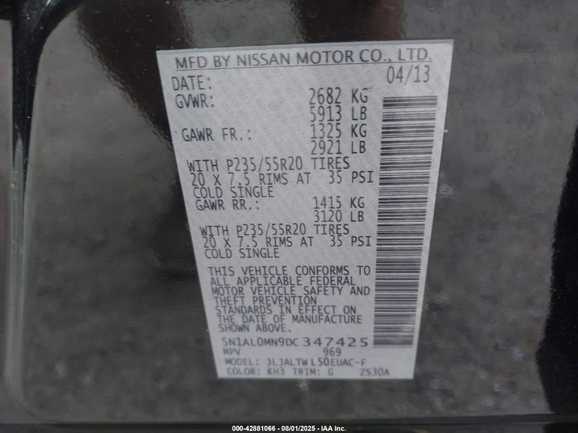 MFD BY NISSAN MOTOR CO., LTD.
DATE: 04/13
GVWR: 2682 KG
5913 LB
GAWR FR.: 1325 KG
2921 LB
WITH P235/55R20 TIRES
20 X 7.5 RIMS AT 35 PSI
COLD SINGLE
GAWR RR.: 1415 KG
3120 LB
WITH P235/55R20 TIRES
20 X 7.5 RIMS AT 35 PSI
COLD SINGLE
THIS VEHICLE CONFORMS TO
ALL APPLICABLE FEDERAL
MOTOR VEHICLE SAFETY AND
THEFT PREVENTION
STANDARDS IN EFFECT ON
THE DATE OF MANUFACTURE
SHOWN ABOVE.
5N1AL0MN9DC347425
MPV 969
MODEL: JLJALTWL50EUAC-F
COLOR: KH3 TRIM: G 2530A
000-42881066 - 08/01/2025 - IAA Inc.